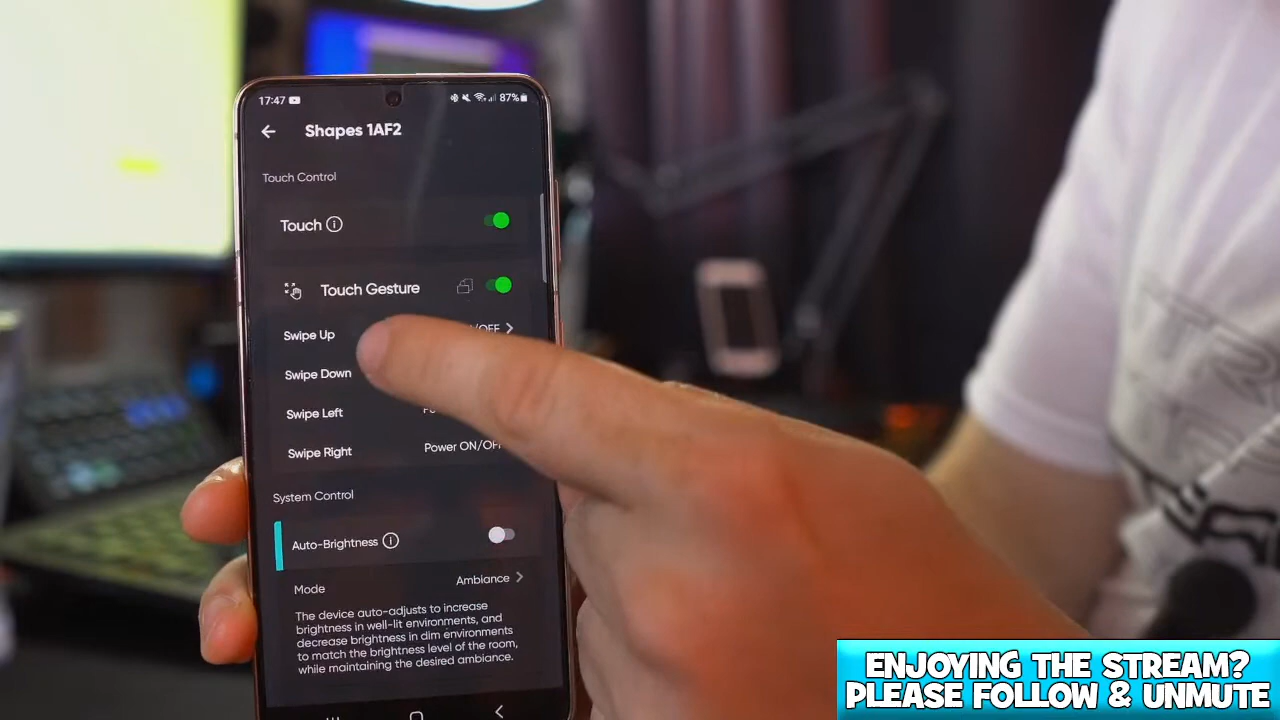 17:47
87%
Shapes 1AF2
Touch Control
Touch
Touch Gesture
Swipe Up
/OFF
Swipe Down
Swipe Left
Swipe Right
Power ON/OFF
System Control
Auto-Brightness
Mode
Ambiance
The device auto-adjusts to increase
brightness in well-lit environments, and
decrease brightness in dim environments
to match the brightness level of the room,
while maintaining the desired ambiance.
ENJOYING THE STREAM?
PLEASE FOLLOW & UNMUTE